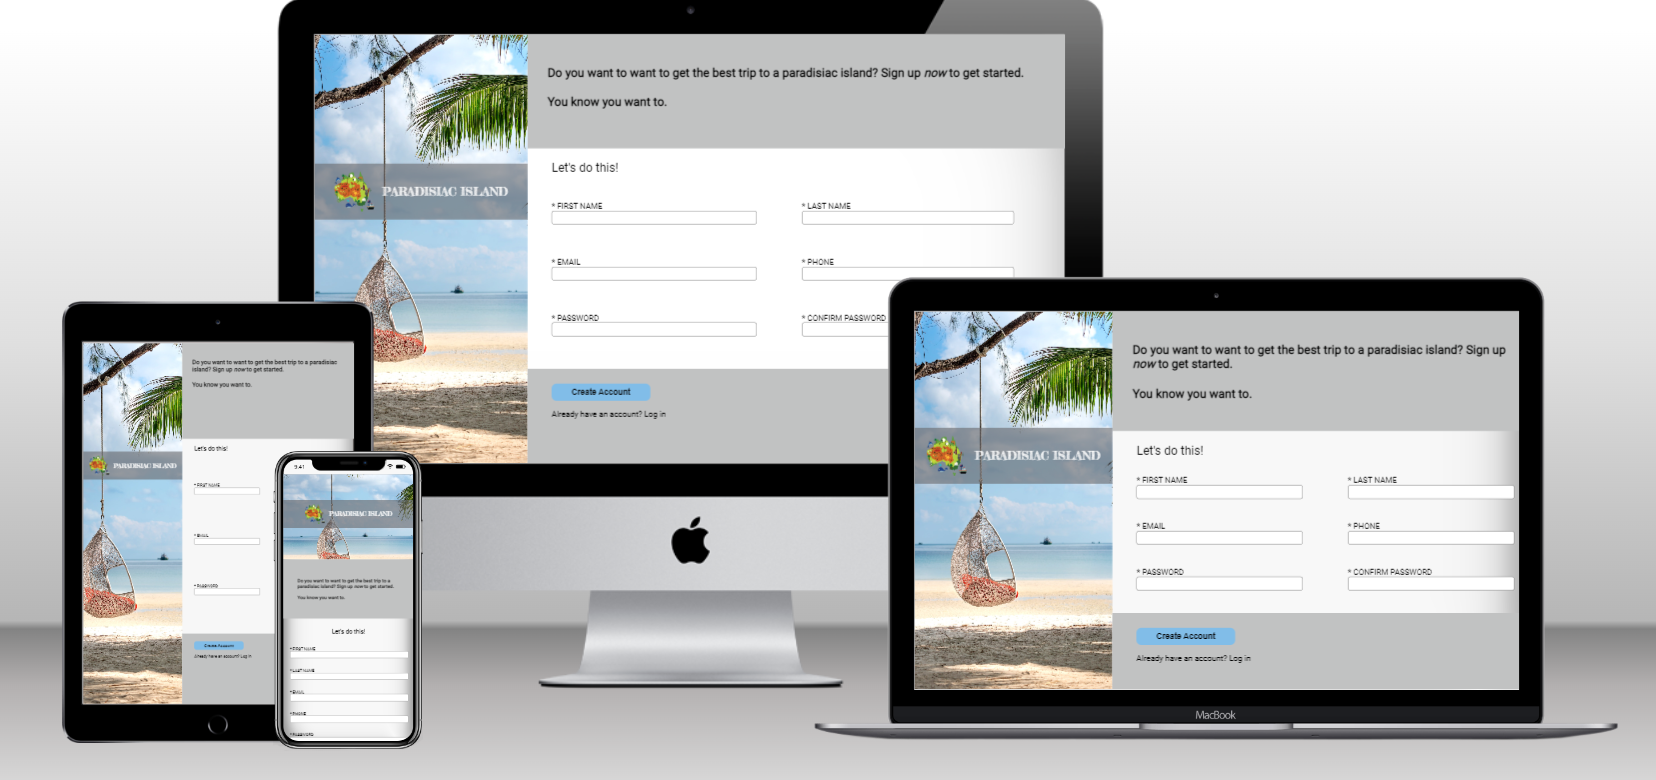 Do you want to want to get the best trip to a paradisiac island? Sign up now to get started.
You know you want to.
PARADISIAC ISLAND
Let's do this!
* FIRST NAME
* LAST NAME
* EMAIL
* PHONE
* PASSWORD
* CONFIRM PASSWORD
Create Account
Already have an account? Log in
Do you want to want to get the best trip to a paradisiac
island? Sign up now to get started.
You know you want to.
PARADISIAC ISLAND
Let's do this!
* FIRST NAME
* EMAIL
* PASSWORD
Create Account
Already have an account? Log in
9:41
PARADISIAC ISLAND
Do you want to want to get the best trip to a
paradisiac island? Sign up now to get started.
You know you want to.
Let's do this!
* FIRST NAME
* LAST NAME
* EMAIL
* PHONE
* PASSWORD
Do you want to want to get the best trip to a paradisiac island? Sign up
now to get started.
You know you want to.
PARADISIAC ISLAND
Let's do this!
* FIRST NAME
* LAST NAME
* EMAIL
* PHONE
* PASSWORD
* CONFIRM PASSWORD
Create Account
Already have an account? Log in
MacBook